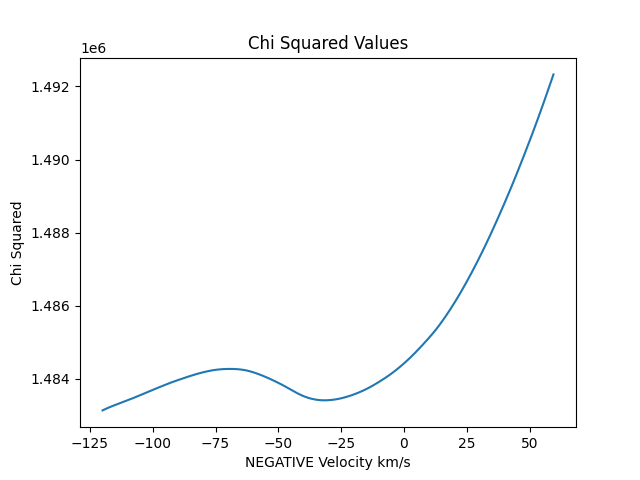 Chi Squared Values
1e6
1.492
1.490
1.488
1.486
1.484
Chi Squared
−125 −100 −75 −50 −25 0 25 50
NEGATIVE Velocity km/s